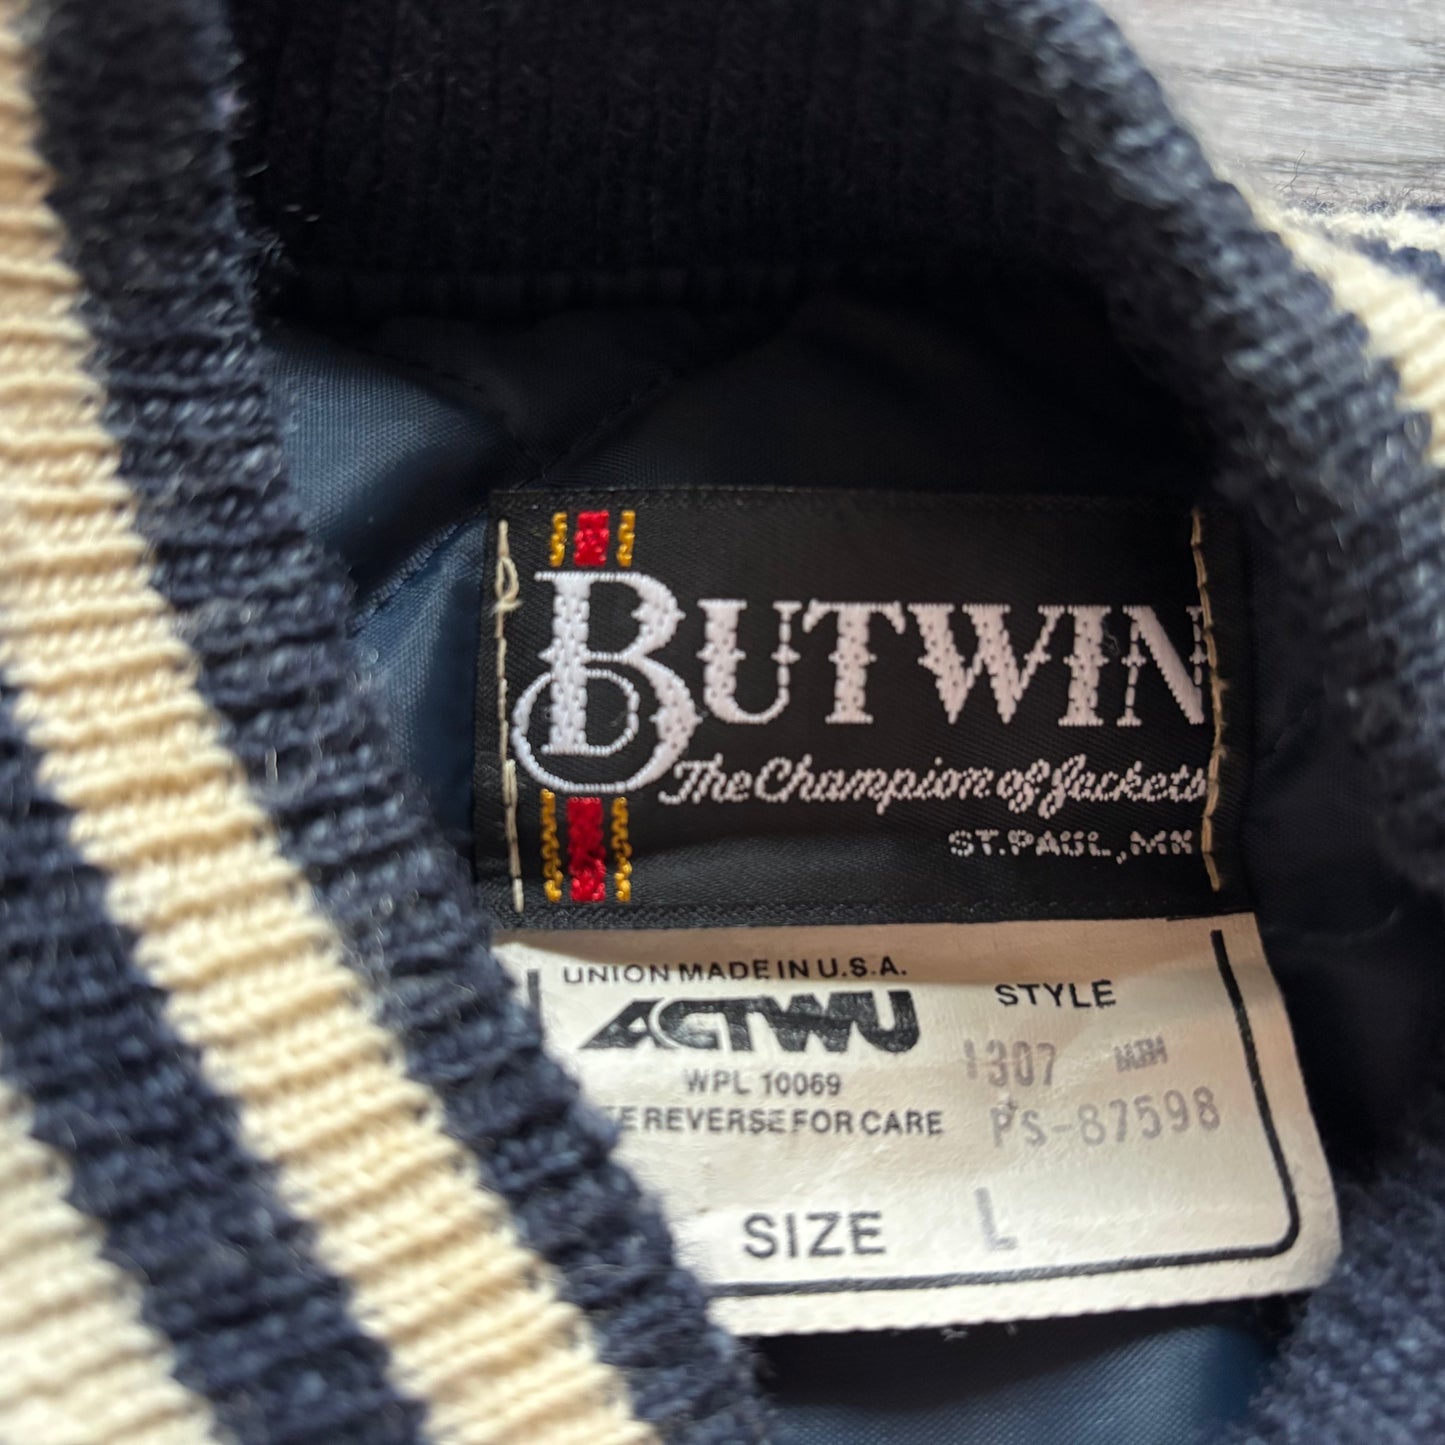 BUTWIN
The Champion of Jackets
ST. PAUL, MN
UNION MADE IN U.S.A.
ACTWU
WPL 10069
REVERSE FOR CARE
STYLE
1307
PS-87598
SIZE L